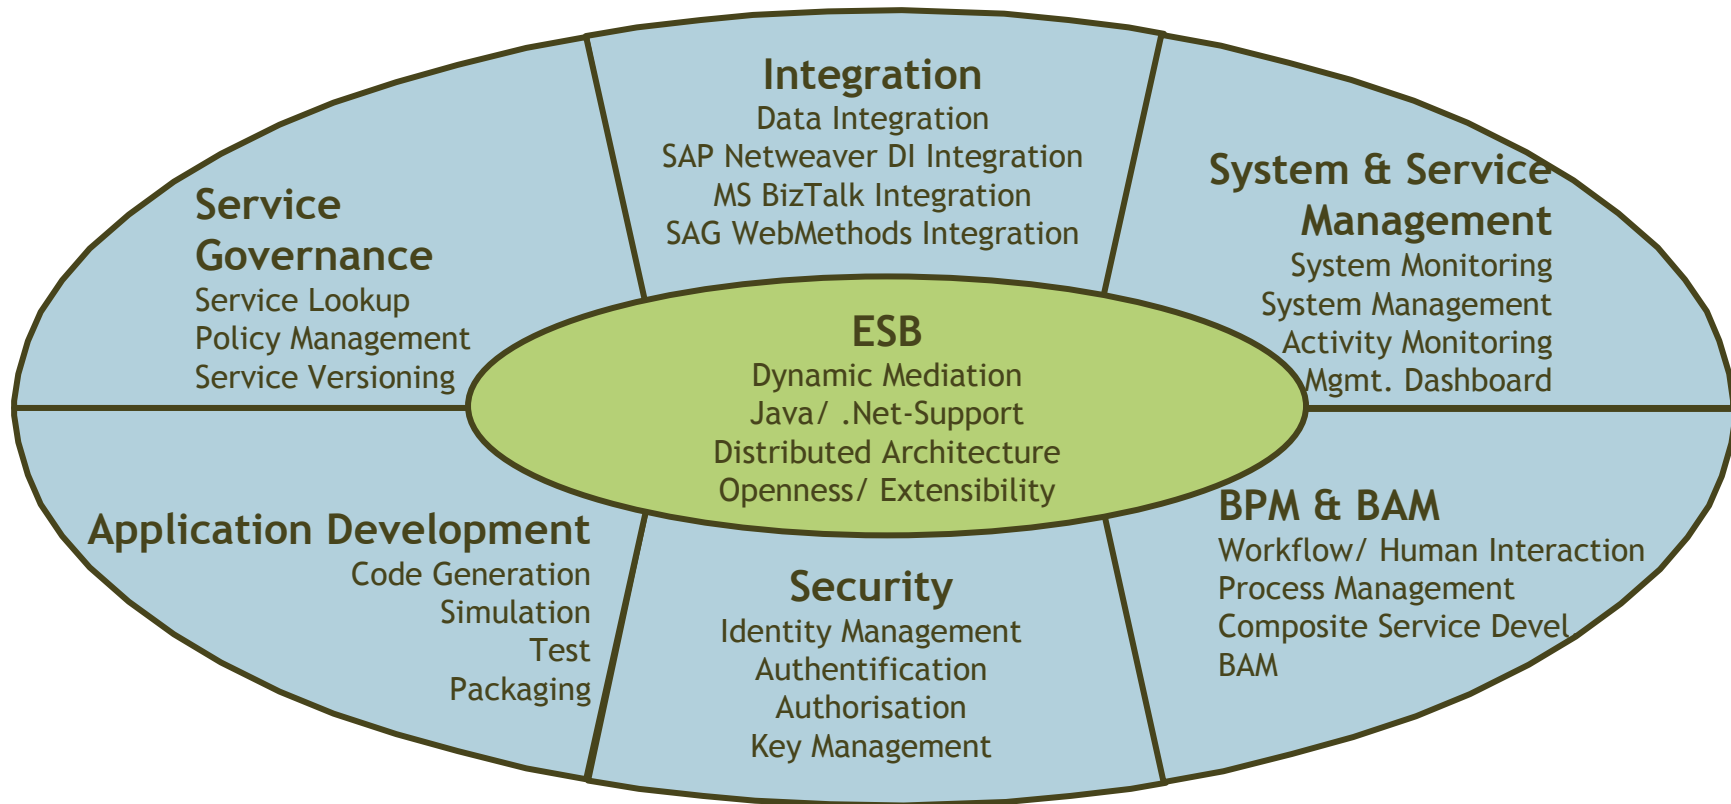 Integration
Data Integration
SAP Netweaver DI Integration
MS BizTalk Integration
SAG WebMethods Integration
Service
Governance
Service Lookup
Policy Management
Service Versioning
System & Service
Management
System Monitoring
System Management
Activity Monitoring
Mgmt. Dashboard
ESB
Dynamic Mediation
Java/ .Net-Support
Distributed Architecture
Openness/ Extensibility
Application Development
Code Generation
Simulation
Test
Packaging
Security
Identity Management
Authentification
Authorisation
Key Management
BPM & BAM
Workflow/ Human Interaction
Process Management
Composite Service Devel
BAM